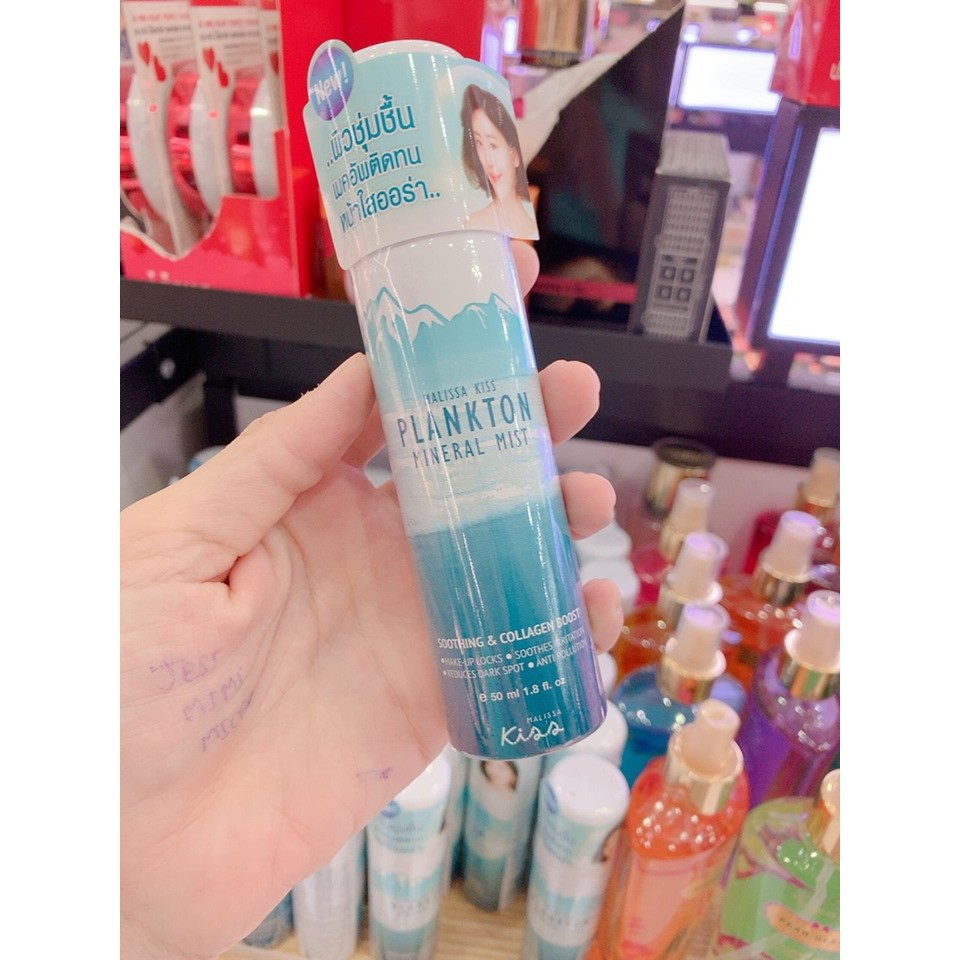 New!
..ผิวชุ่มชื้น
เมคอัพติดทน
หน้าใสออร่า..
MALISSA KISS
PLANKTON
MINERAL MIST
SOOTHING & COLLAGEN BOOST
•MAKE-UP LOCKS • SOOTHES IRRITATION
•REDUCES DARK SPOT • ANTI POLLUTION
e 50 ml 1.8 fl. oz
MALISSA
Kiss